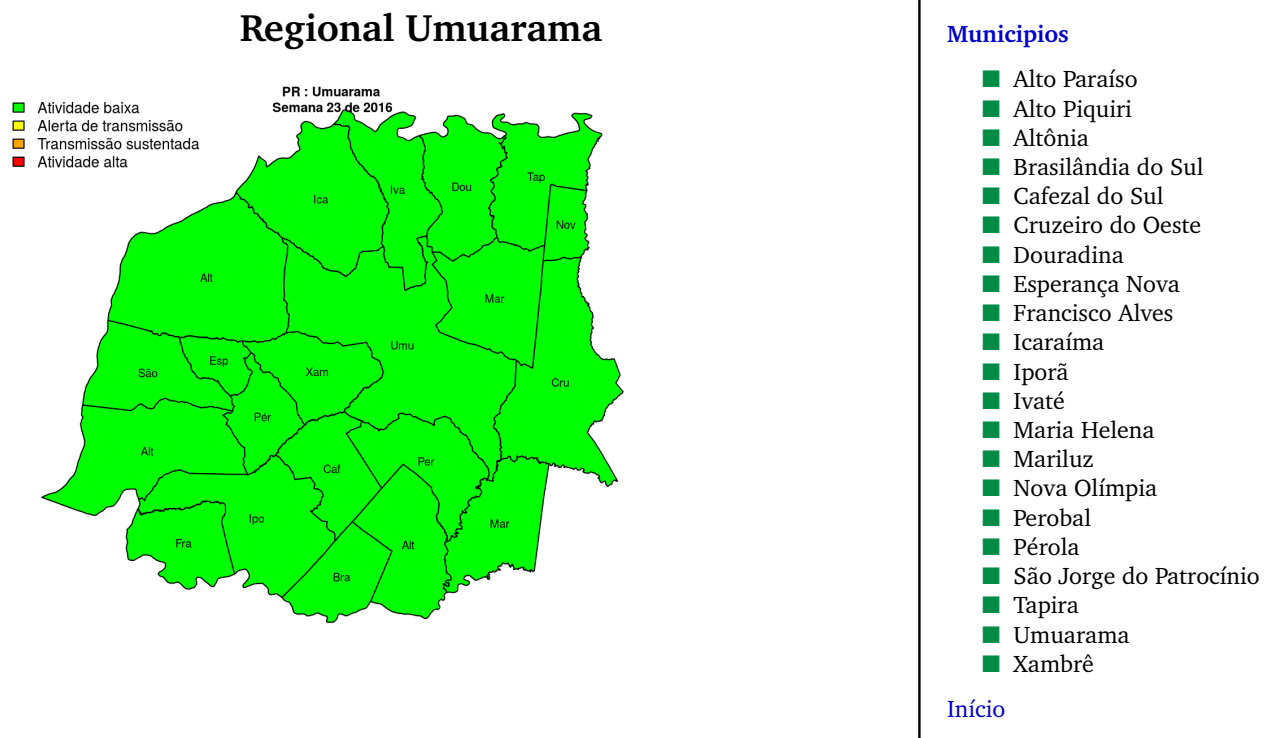 Regional Umuarama
PR : Umuarama
Semana 23 de 2016
Atividade baixa
Alerta de transmissão
Transmissão sustentada
Atividade alta
Ica
Iva
Dou
Tap
Nov
Alt
Mar
Umu
Esp
Xam
São
Cru
Pér
Alt
Caf
Per
Ipo
Mar
Fra
Alt
Bra
Municipios
Alto Paraíso
Alto Piquiri
Altônia
Brasilândia do Sul
Cafezal do Sul
Cruzeiro do Oeste
Douradina
Esperança Nova
Francisco Alves
Icaraíma
Iporã
Ivaté
Maria Helena
Mariluz
Nova Olímpia
Perobal
Pérola
São Jorge do Patrocínio
Tapira
Umuarama
Xambrê
Início